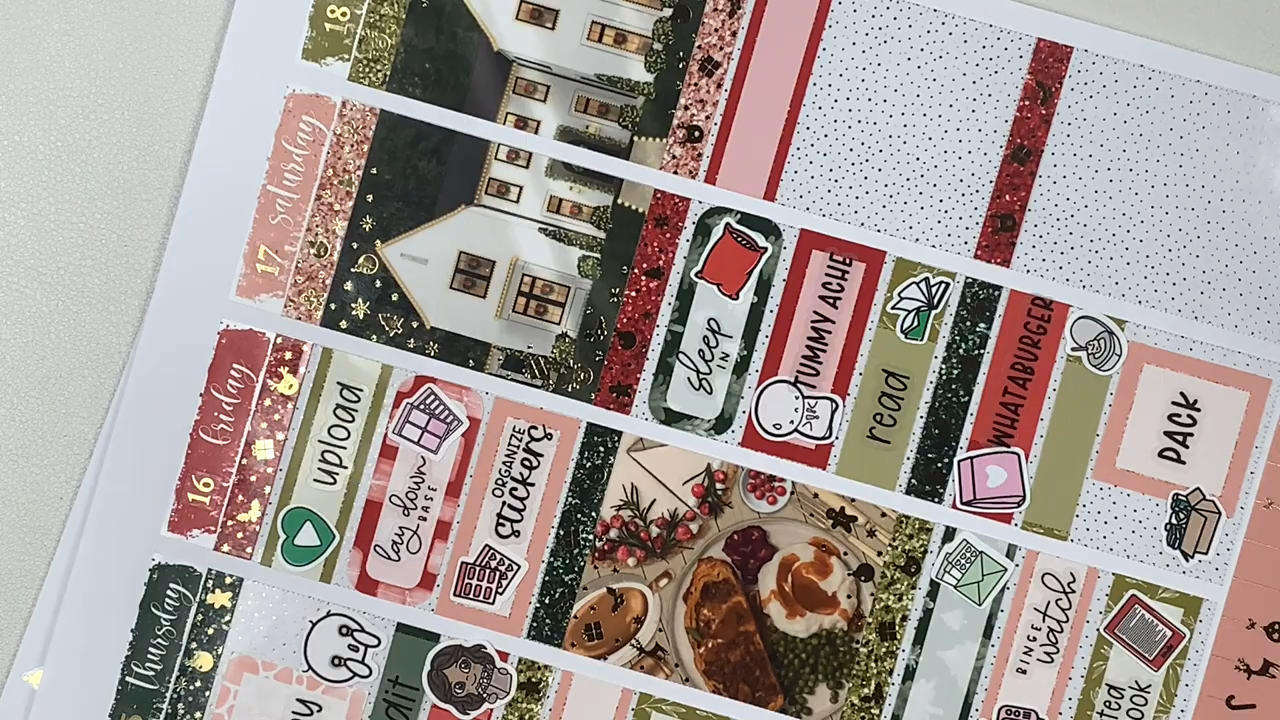 18
17 saturday
sleep
IN
TUMMY ACHE
read
WHATABURGER
PACK
16 friday
upload
lay down
BASE
ORGANIZE
stickers
BINGE
watch
thursday